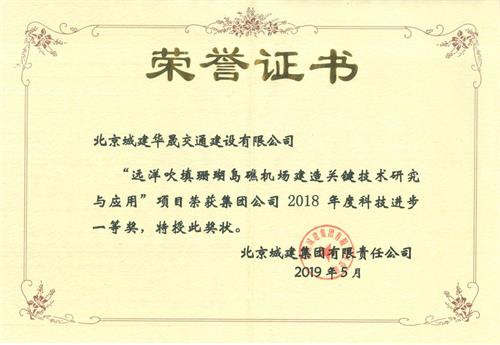 荣誉证书
北京城建华晟交通建设有限公司
“远洋吹填珊瑚岛礁机场建造关键技术研究
与应用”项目荣获集团公司 2018 年度科技进步
一等奖，特授此奖状。
北京城建集团有限责任公司
2019 年 5 月